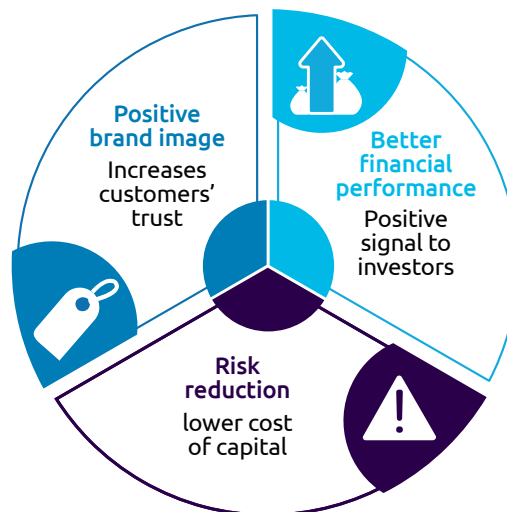 Positive
brand image
Increases
customers’
trust
Better
financial
performance
Positive
signal to
investors
Risk
reduction
lower cost
of capital